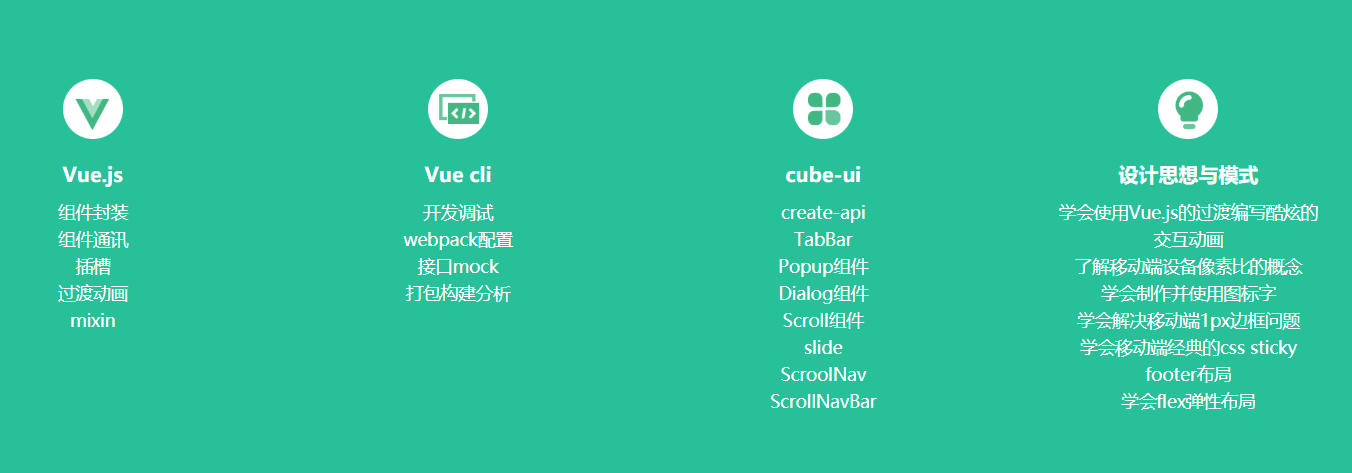 Vue.js
组件封装
组件通讯
插槽
过渡动画
mixin
Vue cli
开发调试
webpack配置
接口mock
打包构建分析
cube-ui
create-api
TabBar
Popup组件
Dialog组件
Scroll组件
slide
ScroolNav
ScrollNavBar
设计思想与模式
学会使用Vue.js的过渡编写酷炫的
交互动画
了解移动端设备像素比的概念
学会制作并使用图标字
学会解决移动端1px边框问题
学会移动端经典的css sticky
footer布局
学会flex弹性布局